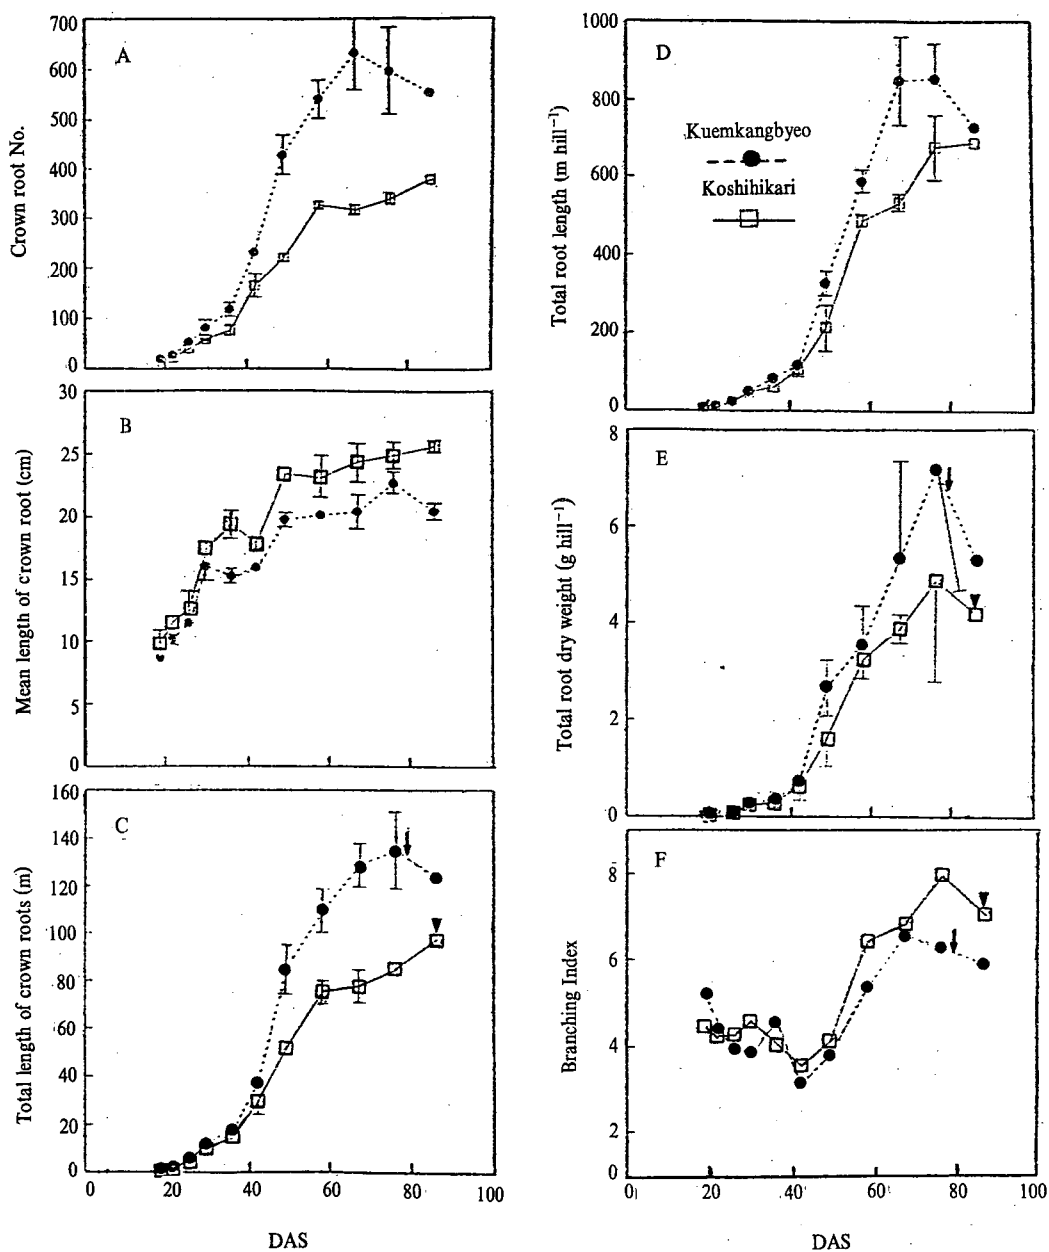 A
Crown root No.
700
600
500
400
300
200
100
0
B
Mean length of crown root (cm)
30
25
20
15
10
5
0
C
Total length of crown roots (m)
160
140
120
100
80
60
40
20
0
0 20 40 60 80 100
DAS
D
Total root length (m hill⁻¹)
1000
800
600
400
200
0
Kuemkangbyeo
Koshihikari
E
Total root dry weight (g hill⁻¹)
8
6
4
2
0
F
Branching Index
8
6
4
2
0
0 20 40 60 80 100
DAS